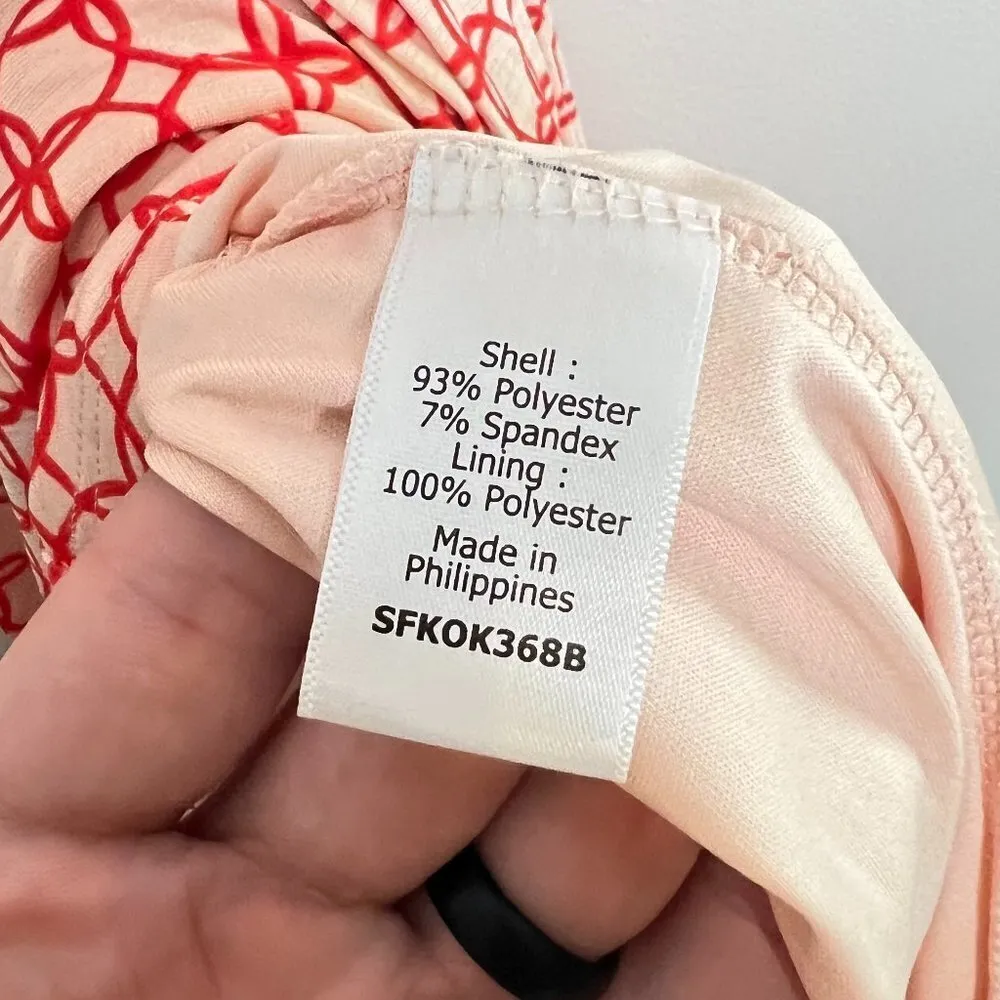 Shell :
93% Polyester
7% Spandex
Lining :
100% Polyester
Made in
Philippines
SFKOK368B